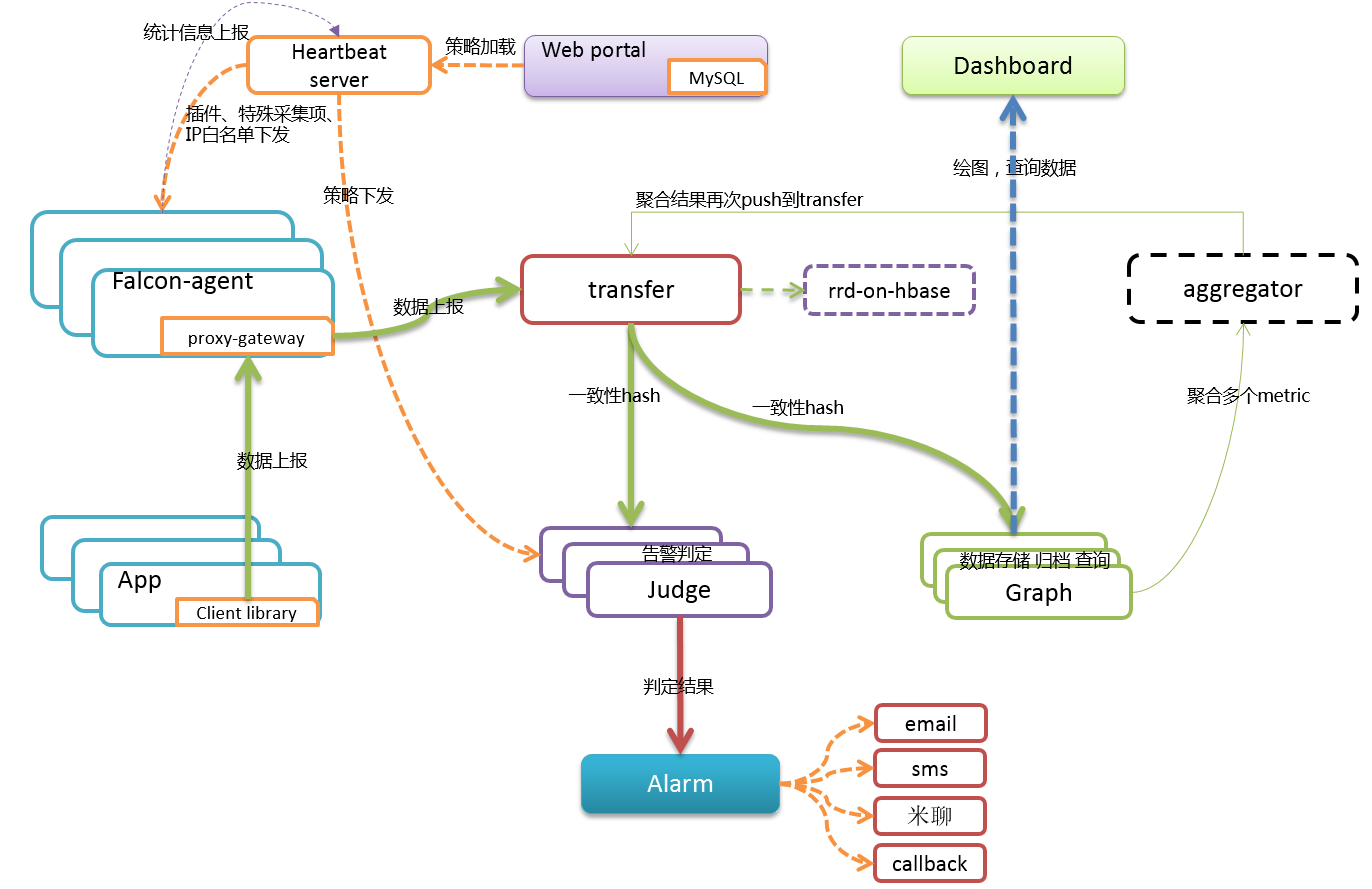 统计信息上报
Heartbeat
server
策略加载
Web portal
MySQL
Dashboard
插件、特殊采集项、
IP白名单下发
策略下发
绘图，查询数据
聚合结果再次push到transfer
Falcon-agent
proxy-gateway
数据上报
transfer
rrd-on-hbase
aggregator
一致性hash
一致性hash
聚合多个metric
数据上报
App
Client library
告警判定
Judge
数据存储 归档 查询
Graph
判定结果
Alarm
email
sms
米聊
callback